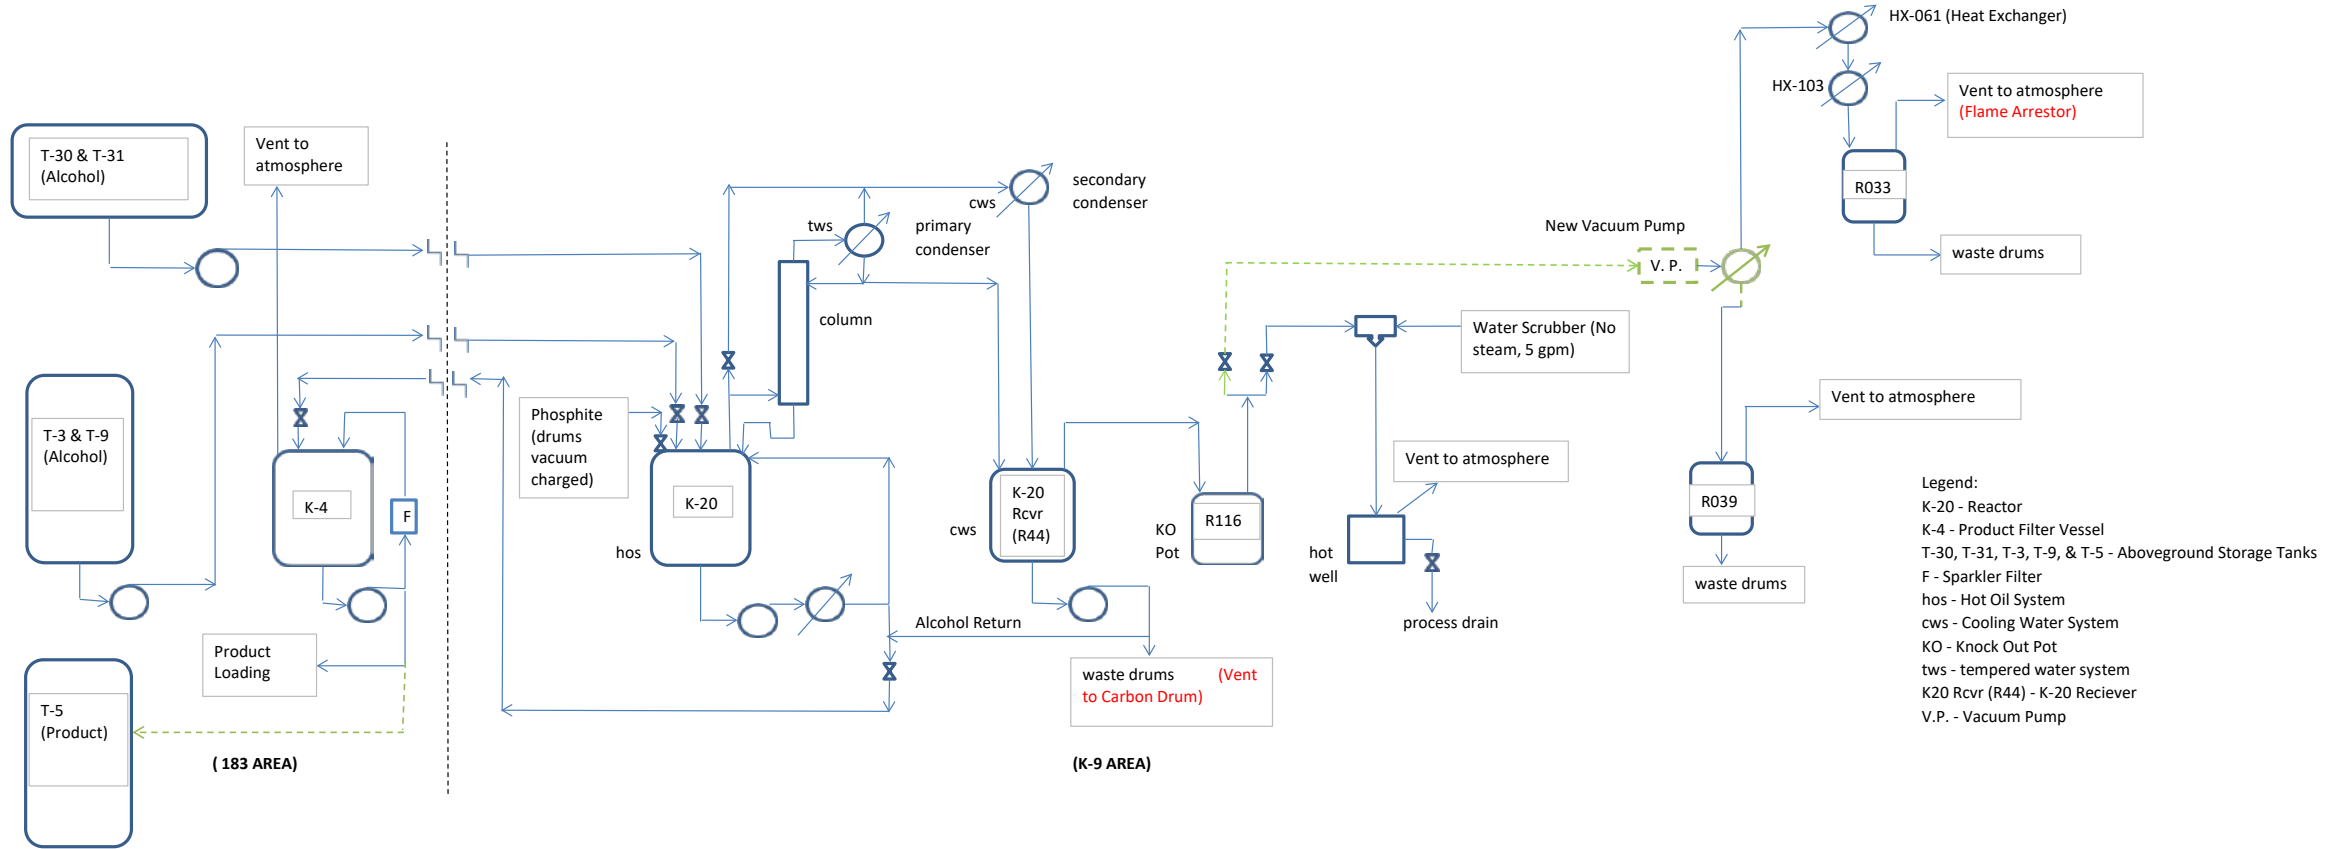 HX-061 (Heat Exchanger)
HX-103
Vent to atmosphere
(Flame Arrestor)
T-30 & T-31
(Alcohol)
Vent to
atmosphere
R033
secondary
condenser
cws
tws
primary
condenser
New Vacuum Pump
V. P.
waste drums
column
Water Scrubber (No
steam, 5 gpm)
Vent to atmosphere
T-3 & T-9
(Alcohol)
Phosphite
(drums
vacuum
charged)
Vent to atmosphere
K-4
F
K-20
K-20
Rcvr
(R44)
cws
KO
Pot
R116
R039
hos
hot
well
waste drums
process drain
Alcohol Return
Product
Loading
waste drums (Vent
to Carbon Drum)
T-5
(Product)
( 183 AREA)
(K-9 AREA)
Legend:
K-20 - Reactor
K-4 - Product Filter Vessel
T-30, T-31, T-3, T-9, & T-5 - Aboveground Storage Tanks
F - Sparkler Filter
hos - Hot Oil System
cws - Cooling Water System
KO - Knock Out Pot
tws - tempered water system
K20 Rcvr (R44) - K-20 Reciever
V.P. - Vacuum Pump